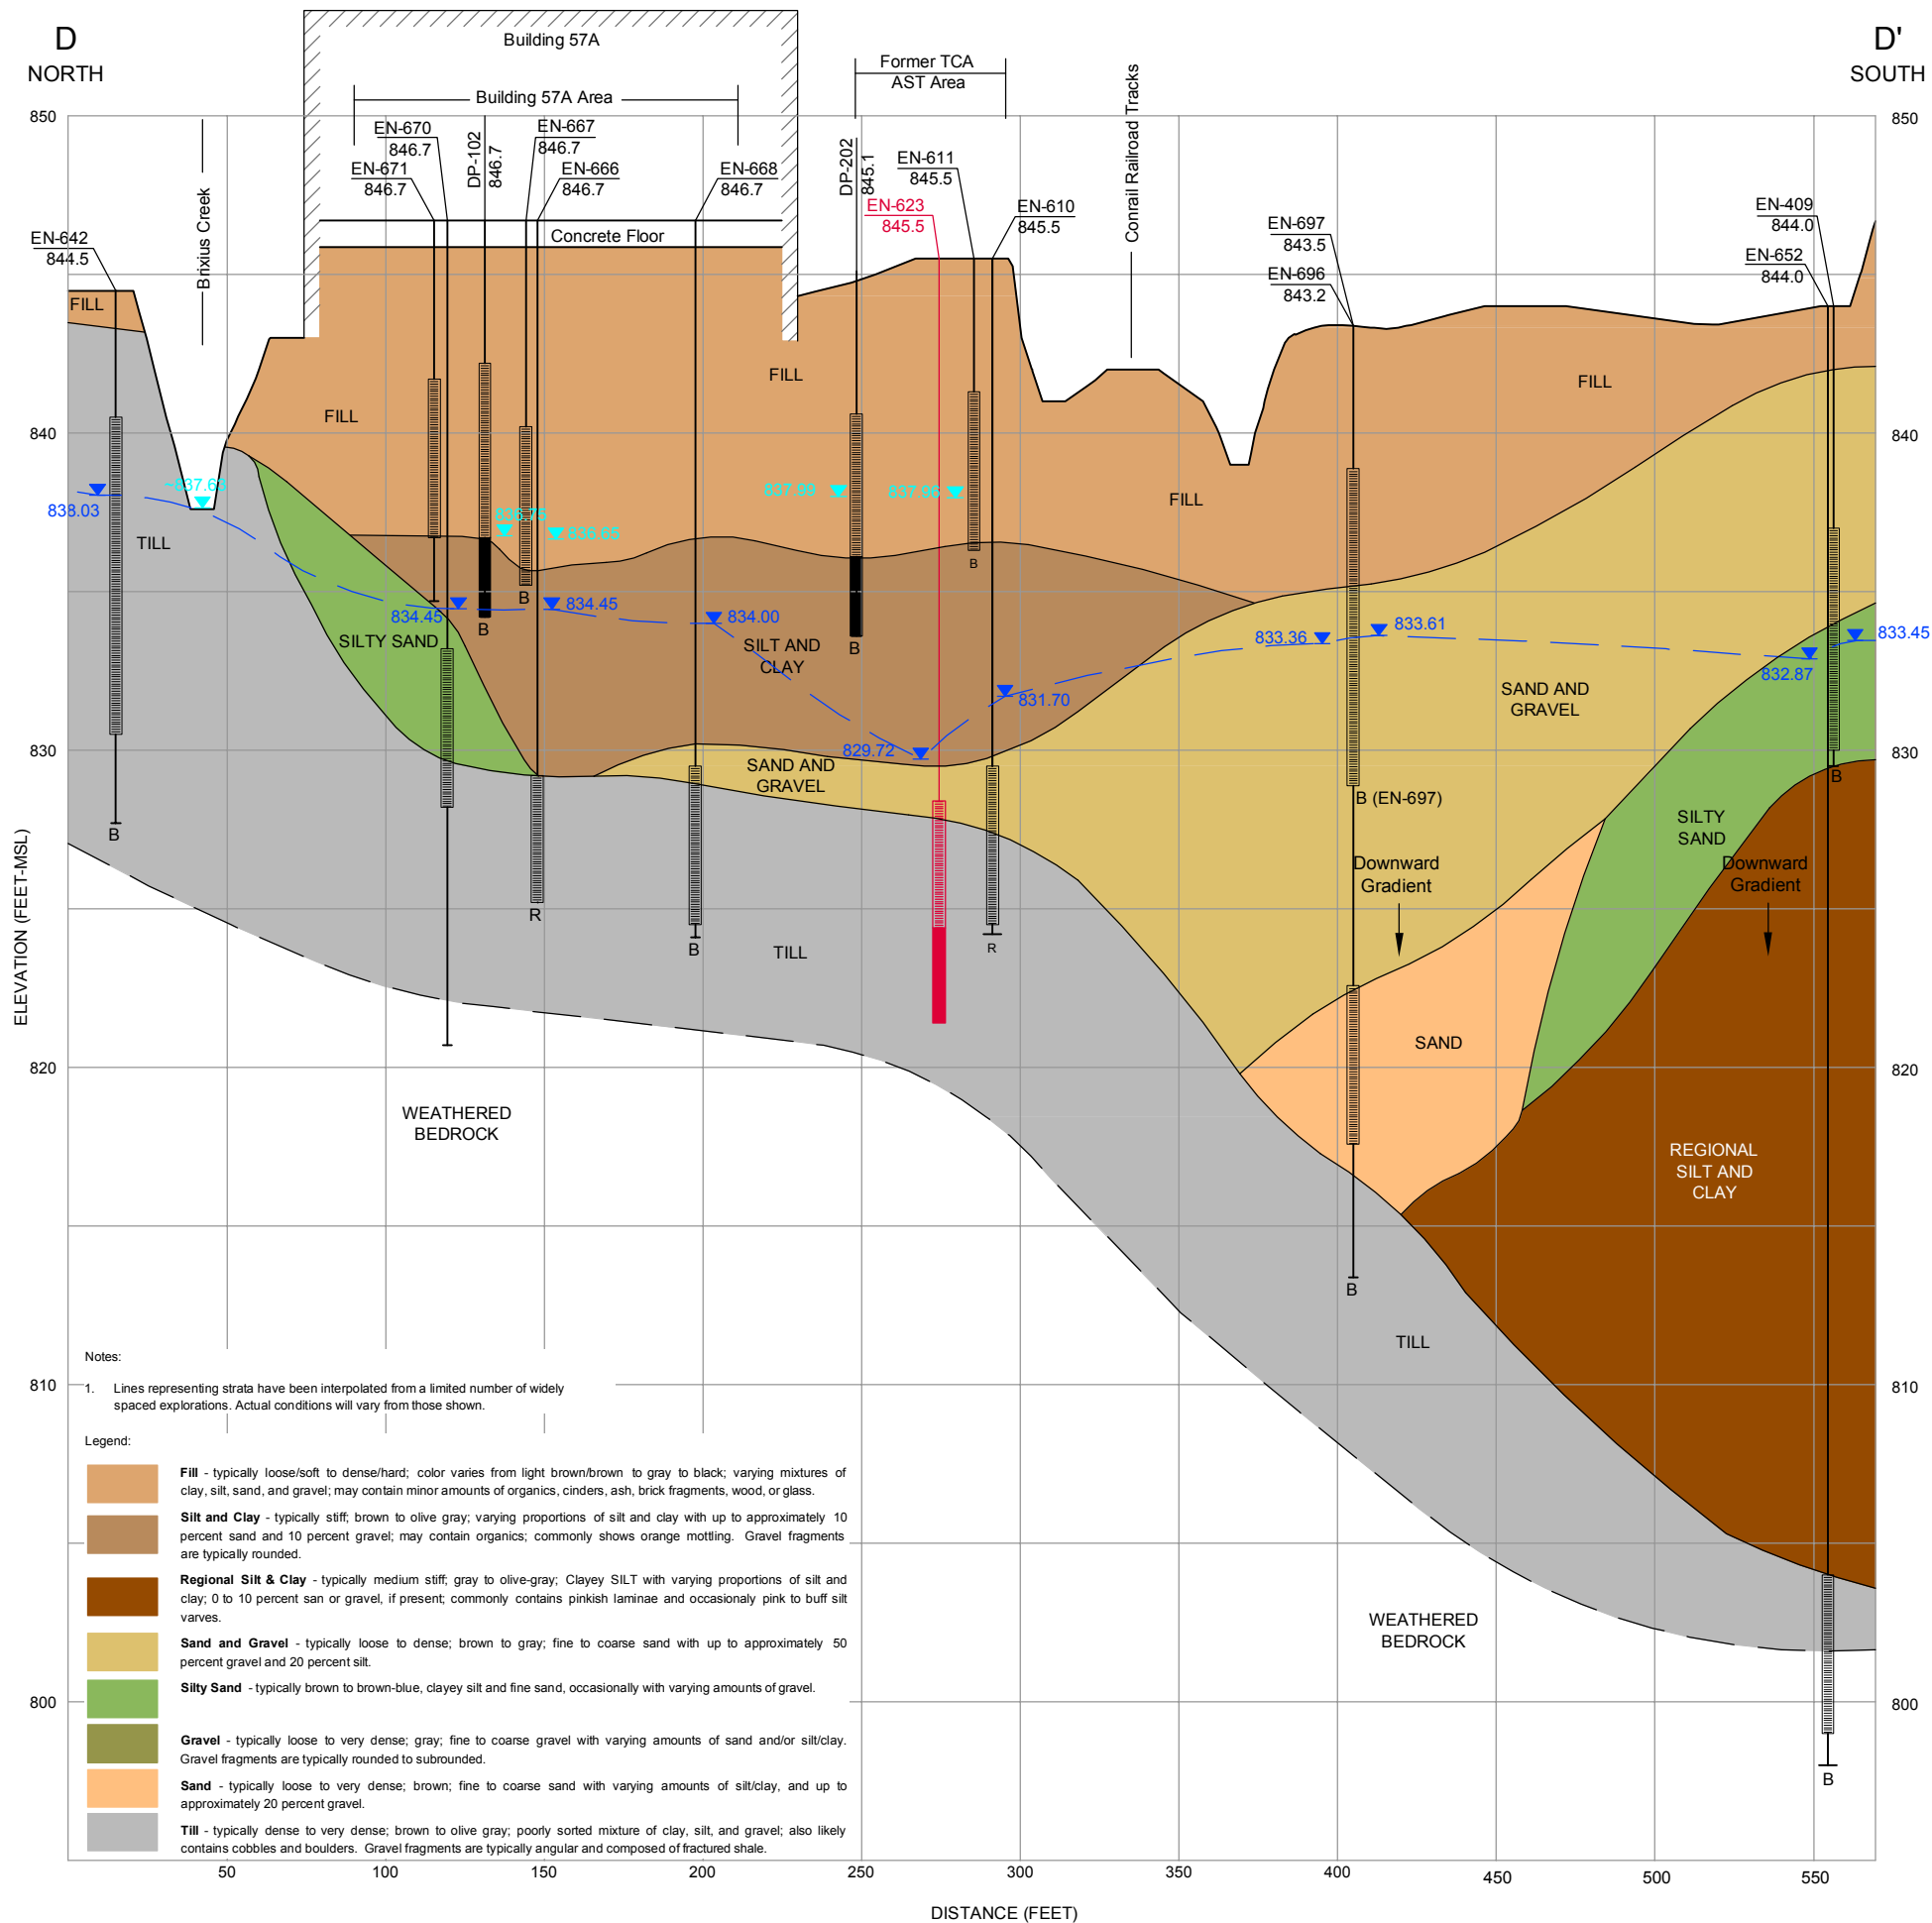 D
NORTH
D'
SOUTH
Building 57A
Building 57A Area
Former TCA
AST Area
Brixius Creek
Conrail Railroad Tracks
EN-642
844.5
EN-670
846.7
EN-671
846.7
DP-102
846.7
EN-667
846.7
EN-666
846.7
EN-668
846.7
DP-202
845.1
EN-611
845.5
EN-623
845.5
EN-610
845.5
EN-697
843.5
EN-696
843.2
EN-409
844.0
EN-652
844.0
Concrete Floor
850
840
830
820
810
800
850
840
830
820
810
800
ELEVATION (FEET-MSL)
FILL
FILL
FILL
FILL
FILL
838.03
~837.63
836.75
836.65
837.99
837.96
834.45
834.45
834.00
829.72
831.70
833.36
833.61
832.87
833.45
TILL
SILTY SAND
SILT AND
CLAY
SAND AND
GRAVEL
SAND AND
GRAVEL
SILTY
SAND
Downward
Gradient
Downward
Gradient
B
B
B
B
B
B
B (EN-697)
R
B
R
B
B
B
TILL
SAND
WEATHERED
BEDROCK
REGIONAL
SILT AND
CLAY
TILL
WEATHERED
BEDROCK
Notes:
1. Lines representing strata have been interpolated from a limited number of widely
spaced explorations. Actual conditions will vary from those shown.
Legend:
Fill - typically loose/soft to dense/hard; color varies from light brown/brown to gray to black; varying mixtures of
clay, silt, sand, and gravel; may contain minor amounts of organics, cinders, ash, brick fragments, wood, or glass.
Silt and Clay - typically stiff; brown to olive gray; varying proportions of silt and clay with up to approximately 10
percent sand and 10 percent gravel; may contain organics; commonly shows orange mottling. Gravel fragments
are typically rounded.
Regional Silt & Clay - typically medium stiff; gray to olive-gray; Clayey SILT with varying proportions of silt and
clay; 0 to 10 percent san or gravel, if present; commonly contains pinkish laminae and occasionaly pink to buff silt
varves.
Sand and Gravel - typically loose to dense; brown to gray; fine to coarse sand with up to approximately 50
percent gravel and 20 percent silt.
Silty Sand - typically brown to brown-blue, clayey silt and fine sand, occasionally with varying amounts of gravel.
Gravel - typically loose to very dense; gray; fine to coarse gravel with varying amounts of sand and/or silt/clay.
Gravel fragments are typically rounded to subrounded.
Sand - typically loose to very dense; brown; fine to coarse sand with varying amounts of silt/clay, and up to
approximately 20 percent gravel.
Till - typically dense to very dense; brown to olive gray; poorly sorted mixture of clay, silt, and gravel; also likely
contains cobbles and boulders. Gravel fragments are typically angular and composed of fractured shale.
50
100
150
200
250
300
350
400
450
500
550
DISTANCE (FEET)